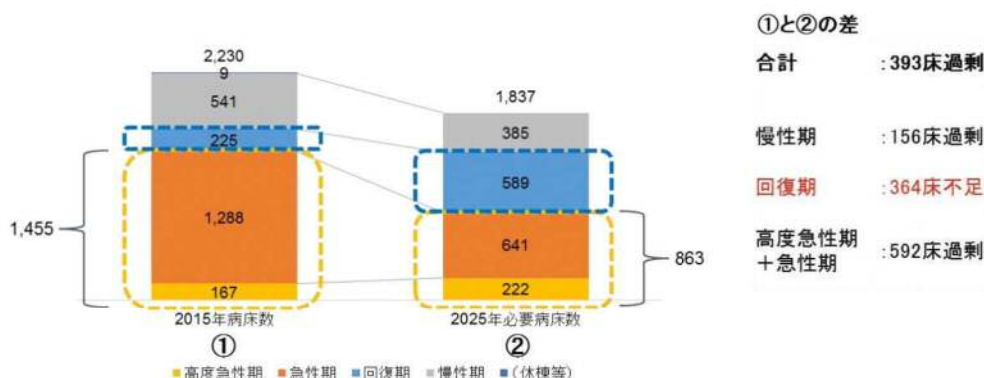 2,230
9
541
225
1,288
167
1,455
2015年病床数
①
1,837
385
589
641
222
863
2025年必要病床数
②
■高度急性期 ■急性期 ■回復期 ■慢性期 ■(休棟等)
①と②の差
合計 :393床過剰
慢性期 :156床過剰
回復期 :364床不足
高度急性期
+急性期 :592床過剰